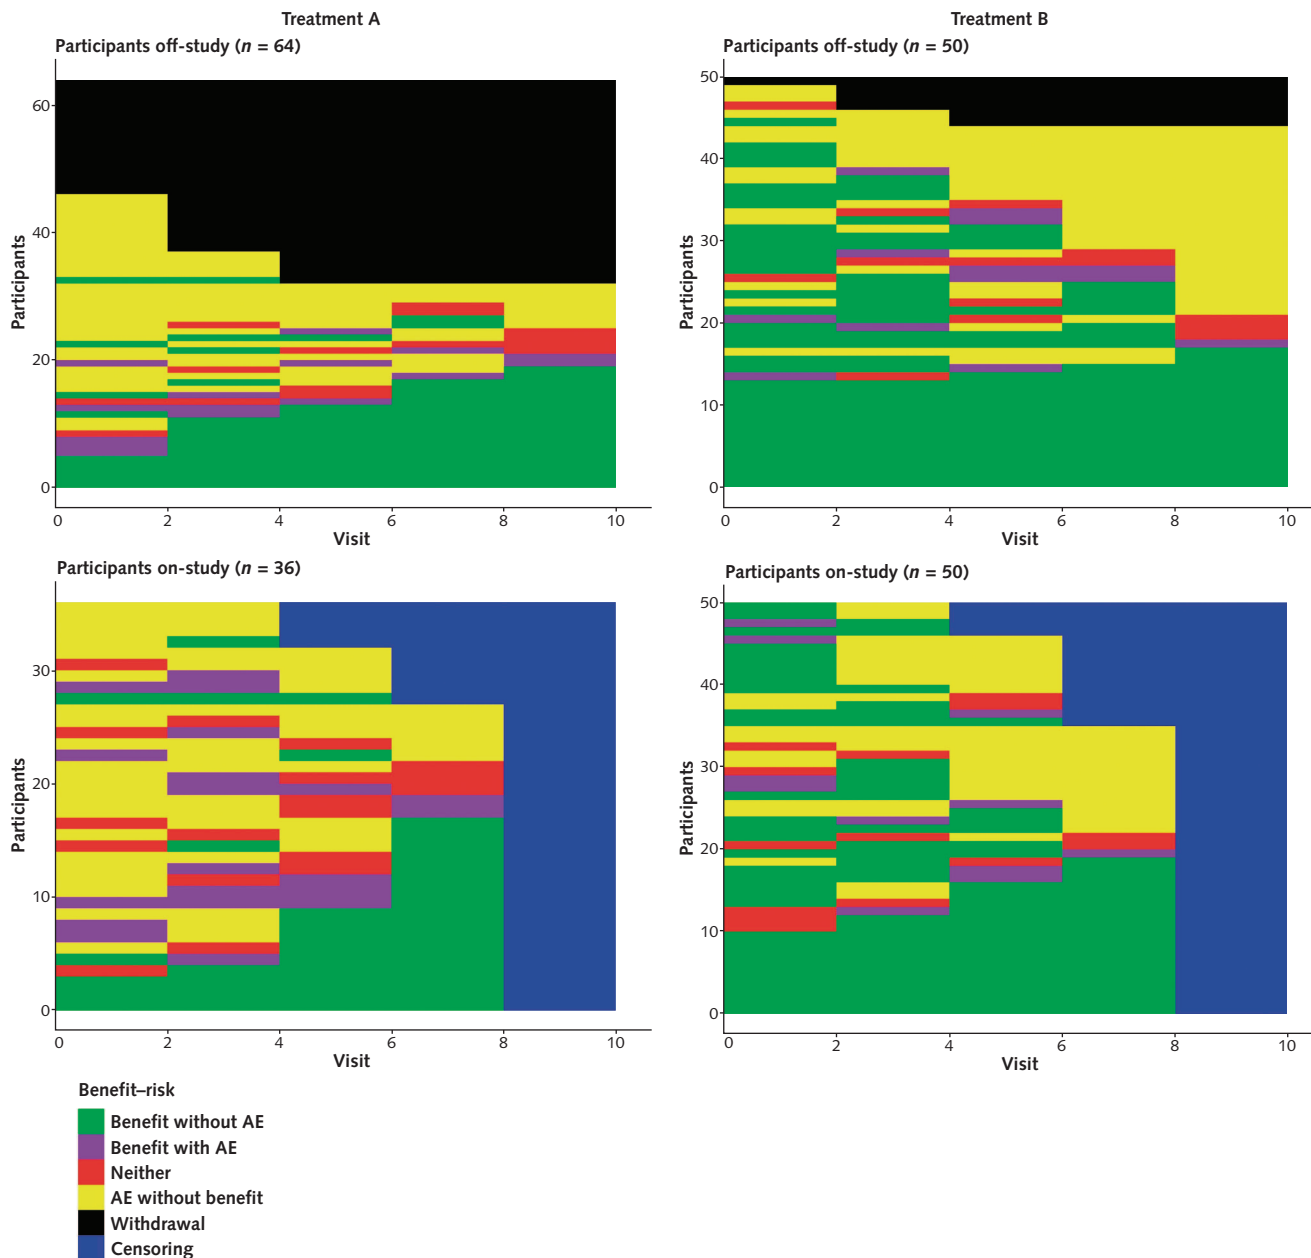 Treatment A
Participants off-study (n = 64)
Participants
60
40
20
0
0 2 4 6 8 10
Visit
Treatment B
Participants off-study (n = 50)
Participants
50
40
30
20
10
0
0 2 4 6 8 10
Visit
Participants on-study (n = 36)
Participants
30
20
10
0
0 2 4 6 8 10
Visit
Participants on-study (n = 50)
Participants
50
40
30
20
10
0
0 2 4 6 8 10
Visit
Benefit–risk
Benefit without AE
Benefit with AE
Neither
AE without benefit
Withdrawal
Censoring